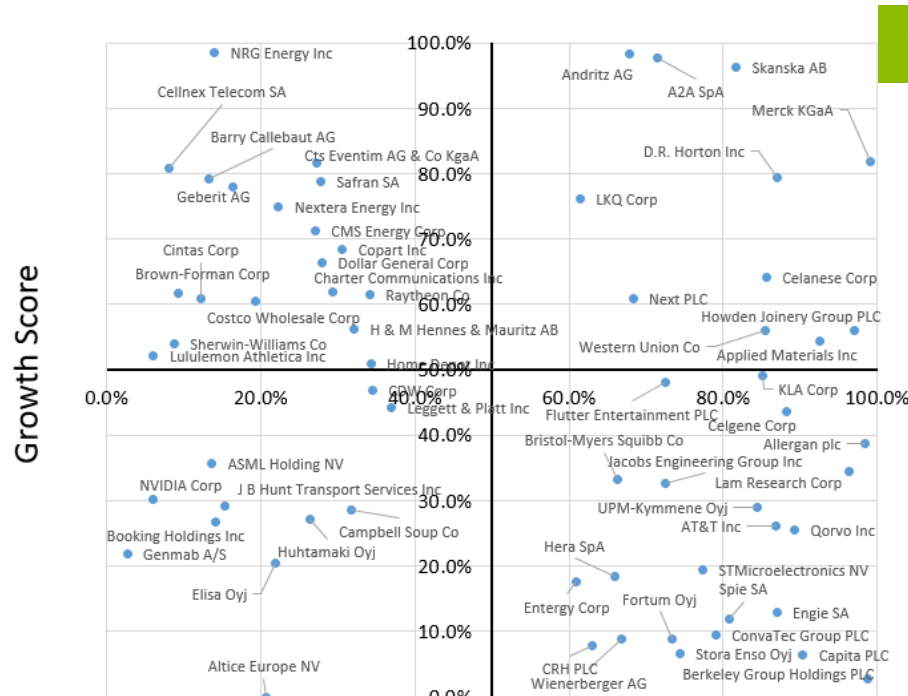 100.0%
NRG Energy Inc
Andritz AG
Skanska AB
A2A SpA
Cellnex Telecom SA
90.0%
Merck KGaA
Barry Callebaut AG
D.R. Horton Inc
Cts Eventim AG & Co KgaA
80.0%
Safran SA
Geberit AG
LKQ Corp
Nextera Energy Inc
CMS Energy Corp
70.0%
Cintas Corp
Copart Inc
Dollar General Corp
Brown-Forman Corp
Charter Communications Inc
Celanese Corp
Raytheon Co
60.0%
Next PLC
Costco Wholesale Corp
Howden Joinery Group PLC
H & M Hennes & Mauritz AB
Sherwin-Williams Co
Western Union Co
Lululemon Athletica Inc
Applied Materials Inc
Home Depot Inc
50.0%
Growth Score
CDW Corp
KLA Corp
0.0%
20.0%
40.0%
60.0%
80.0%
100.0%
Leggett & Platt Inc
Flutter Entertainment PLC
Celgene Corp
40.0%
Bristol-Myers Squibb Co
Allergan plc
ASML Holding NV
Jacobs Engineering Group Inc
NVIDIA Corp
J B Hunt Transport Services Inc
Lam Research Corp
30.0%
UPM-Kymmene Oyj
Booking Holdings Inc
Campbell Soup Co
AT&T Inc
Qorvo Inc
Genmab A/S
Huhtamaki Oyj
Hera SpA
20.0%
STMicroelectronics NV
Elisa Oyj
Spie SA
Entergy Corp
Fortum Oyj
Engie SA
10.0%
ConvaTec Group PLC
Stora Enso Oyj
Capita PLC
Altice Europe NV
CRH PLC
Berkeley Group Holdings PLC
Wienerberger AG
0.0%